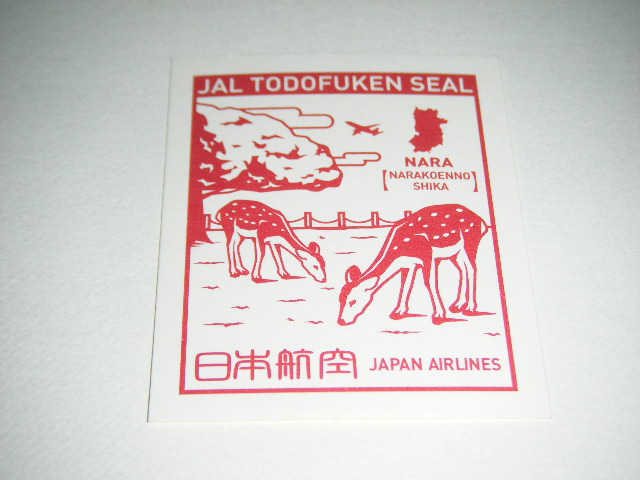 JAL TODOFUKEN SEAL
NARA
【NARAKOENNO
SHIKA】
日本航空 JAPAN AIRLINES